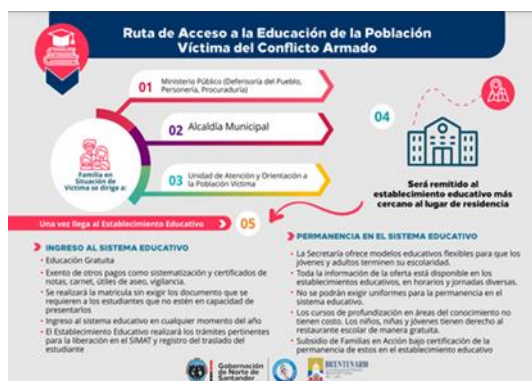 Ruta de Acceso a la Educación de la Población
Víctima del Conflicto Armado
01 Ministerio Público (Defensoría del Pueblo,
Personería, Procuraduría)
02 Alcaldía Municipal
03 Unidad de Atención y Orientación a
la Población Víctima
Familia en
Situación de
Víctima se dirige a:
04
Será remitido al
establecimiento educativo más
cercano al lugar de residencia
Una vez llega al Establecimiento Educativo 05
INGRESO AL SISTEMA EDUCATIVO
• Educación Gratuita
• Exento de otros pagos como sistematización y certificados de
notas, carnet, útiles de aseo, vigilancia.
• Se realizará la matricula sin exigir los documento que se
requieren a los estudiantes que no estén en capacidad de
presentarlos
• Ingreso al sistema educativo en cualquier momento del año
• El Establecimiento Educativo realizará los trámites pertinentes
para la liberación en el SIMAT y registro del traslado del
estudiante
PERMANENCIA EN EL SISTEMA EDUCATIVO
• La Secretaría ofrece modelos educativos flexibles para que los
jóvenes y adultos terminen su escolaridad.
• Toda la información de la oferta está disponible en los
establecimientos educativos, en horarios y jornadas diversas.
• No se podrán exigir uniformes para la permanencia en el
sistema educativo.
• Los cursos de profundización en áreas del conocimiento no
tienen costo. Los niños, niñas y jóvenes tienen derecho al
restaurante escolar de manera gratuita.
• Subsidio de Familias en Acción bajo certificación de la
permanencia de estos en el establecimiento educativo
Gobernación
de Norte de
Santander
BICENTENARIO